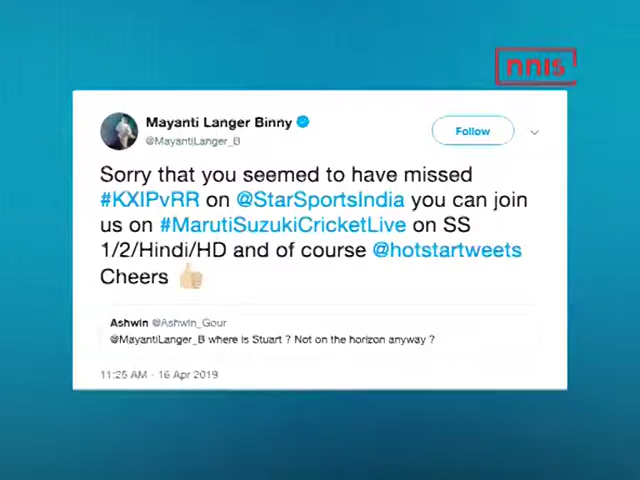 nnis
Mayanti Langer Binny
@MayantiLanger_B
Follow
Sorry that you seemed to have missed
#KXIPvRR on @StarSportsIndia you can join
us on #MarutiSuzukiCricketLive on SS
1/2/Hindi/HD and of course @hotstartweets
Cheers 👍🏼
Ashwin @Ashwin_Gour
@MayantiLanger_B where is Stuart ? Not on the horizon anyway ?
11:25 AM - 16 Apr 2019